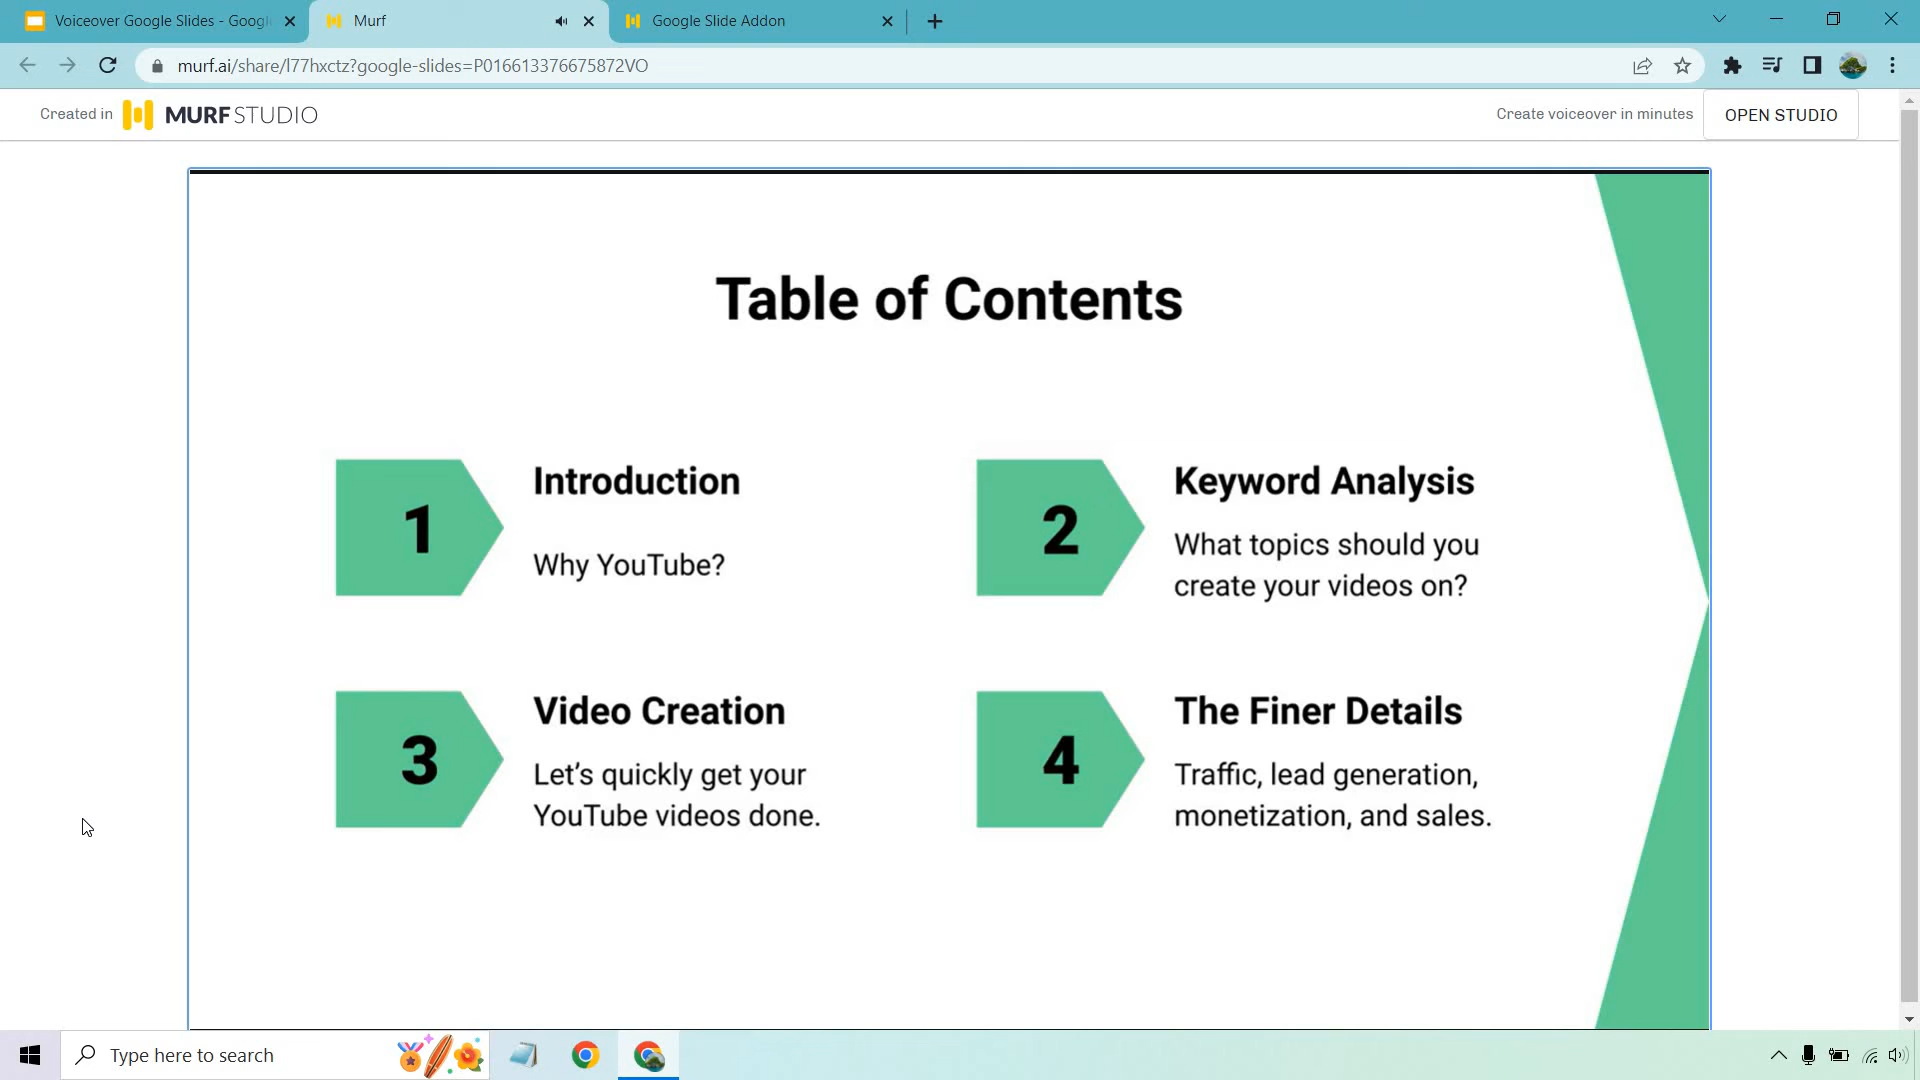 Voiceover Google Slides - Googl
Murf
Google Slide Addon
murf.ai/share/l77hxctz?google-slides=P016613376675872VO
Created in MURFSTUDIO
Create voiceover in minutes
OPEN STUDIO
Table of Contents
1
Introduction
Why YouTube?
2
Keyword Analysis
What topics should you
create your videos on?
3
Video Creation
Let's quickly get your
YouTube videos done.
4
The Finer Details
Traffic, lead generation,
monetization, and sales.
Type here to search